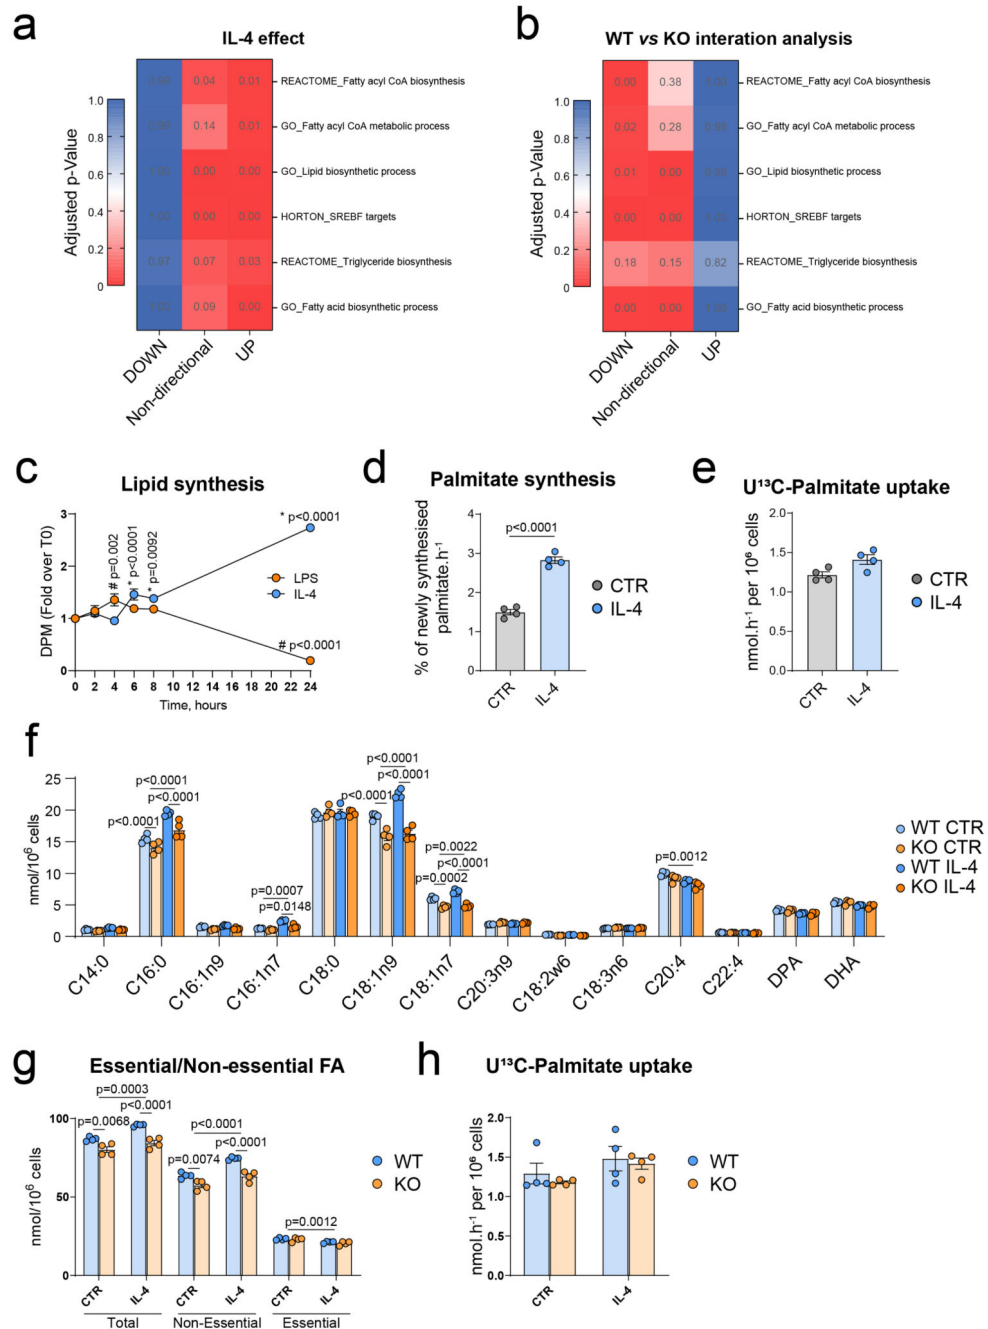 a
IL-4 effect
Adjusted p-Value
1.0
0.8
0.6
0.4
0.2
0
0.04 0.01
0.14 0.01
0.00 0.00
0.00 0.00
0.97 0.07 0.03
0.09 0.00
REACTOME_Fatty acyl CoA biosynthesis
GO_Fatty acyl CoA metabolic process
GO_Lipid biosynthetic process
HORTON_SREBF targets
REACTOME_Triglyceride biosynthesis
GO_Fatty acid biosynthetic process
DOWN
Non-directional
UP
b
WT vs KO interation analysis
Adjusted p-Value
1.0
0.8
0.6
0.4
0.2
0
0.00 0.38
0.02 0.28
0.01 0.00
0.00 0.00
0.18 0.15 0.82
0.00 0.00
REACTOME_Fatty acyl CoA biosynthesis
GO_Fatty acyl CoA metabolic process
GO_Lipid biosynthetic process
HORTON_SREBF targets
REACTOME_Triglyceride biosynthesis
GO_Fatty acid biosynthetic process
DOWN
Non-directional
UP
c
Lipid synthesis
DPM (Fold over T0)
3
2
1
0
# p=0.002
* p<0.0001
* p=0.0092
* p<0.0001
# p<0.0001
LPS
IL-4
0 2 4 6 8 10 12 14 16 18 20 22 24
Time, hours
d
Palmitate synthesis
% of newly synthesised
palmitate.h⁻¹
4
3
2
1
0
p<0.0001
CTR
IL-4
CTR
IL-4
e
U¹³C-Palmitate uptake
nmol.h⁻¹ per 10⁶ cells
2.0
1.5
1.0
0.5
0.0
CTR
IL-4
CTR
IL-4
f
nmol/10⁶ cells
25
20
15
10
5
0
p<0.0001
p<0.0001
p<0.0001
p=0.0007
p=0.0148
p<0.0001
p<0.0001
p<0.0001
p=0.0022
p<0.0001
p=0.0002
p=0.0012
WT CTR
KO CTR
WT IL-4
KO IL-4
C14:0
C16:0
C16:1n9
C16:1n7
C18:0
C18:1n9
C18:1n7
C20:3n9
C18:2w6
C18:3n6
C20:4
C22:4
DPA
DHA
g
Essential/Non-essential FA
nmol/10⁶ cells
100
50
0
p=0.0003
p<0.0001
p=0.0068
p<0.0001
p<0.0001
p=0.0074
p=0.0012
WT
KO
CTR IL-4 CTR IL-4 CTR IL-4
Total Non-Essential Essential
h
U¹³C-Palmitate uptake
nmol.h⁻¹ per 10⁶ cells
2.0
1.5
1.0
0.5
0.0
WT
KO
CTR
IL-4